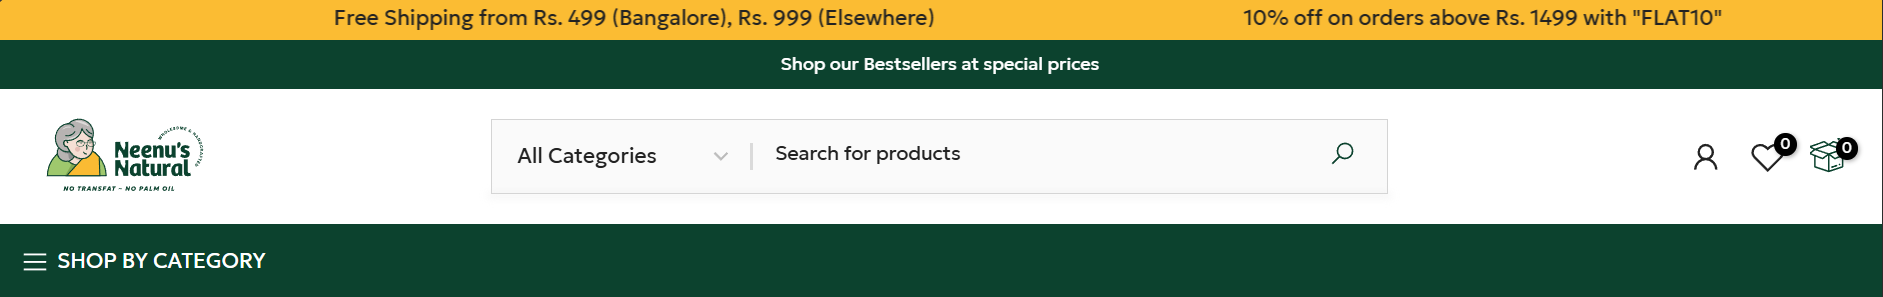 Free Shipping from Rs. 499 (Bangalore), Rs. 999 (Elsewhere)
10% off on orders above Rs. 1499 with "FLAT10"
Shop our Bestsellers at special prices
Neenu's
Natural
WHOLESOME & HANDCRAFTED
NO TRANSFAT – NO PALM OIL
All Categories
Search for products
0
0
SHOP BY CATEGORY